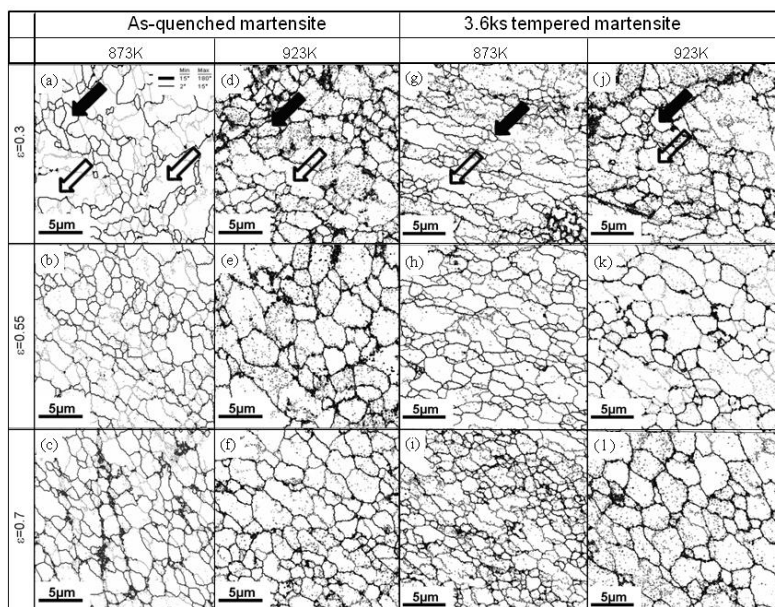 As-quenched martensite 3.6ks tempered martensite
873K 923K 873K 923K
ε=0.3
(a) (d) (g) (j)
Min Max
15° 180°
2° 15°
5μm 5μm 5μm 5μm
ε=0.55
(b) (e) (h) (k)
5μm 5μm 5μm 5μm
ε=0.7
(c) (f) (i) (l)
5μm 5μm 5μm 5μm